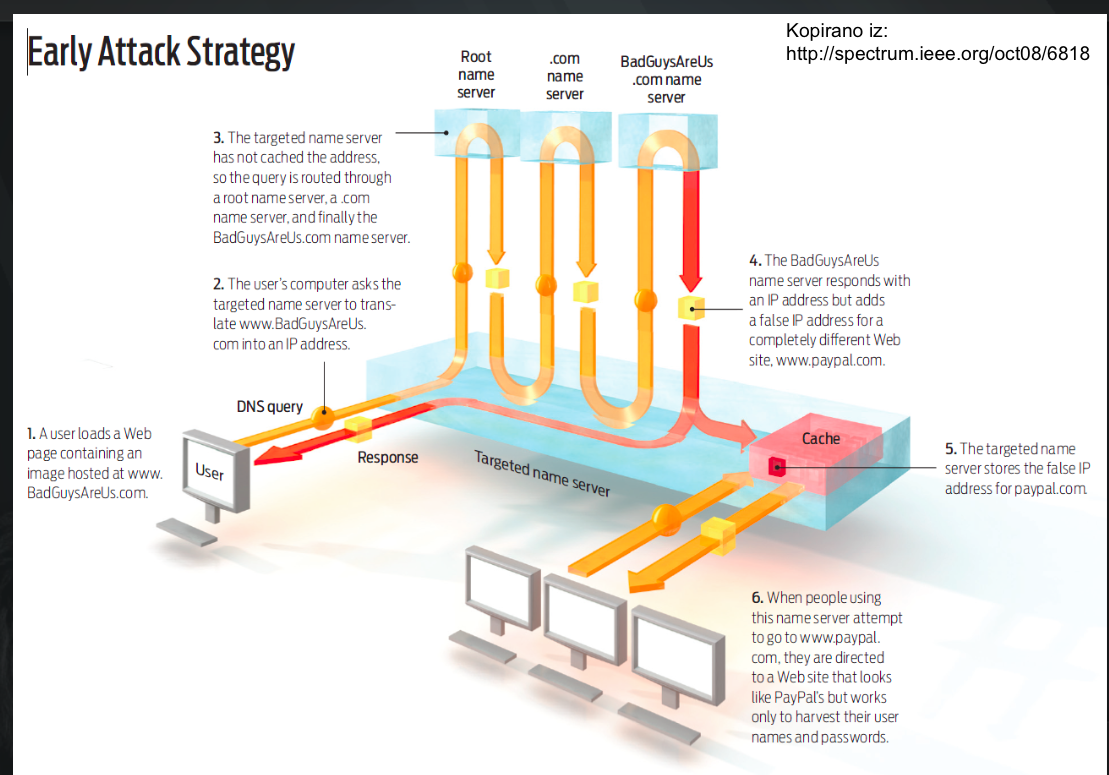 Early Attack Strategy
Kopirano iz:
http://spectrum.ieee.org/oct08/6818
Root
name
server
.com
name
server
BadGuysAreUs
.com name
server
3. The targeted name server
has not cached the address,
so the query is routed through
a root name server, a .com
name server, and finally the
BadGuysAreUs.com name server.
2. The user's computer asks the
targeted name server to trans-
late www.BadGuysAreUs.
com into an IP address.
4. The BadGuysAreUs
name server responds with
an IP address but adds
a false IP address for a
completely different Web
site, www.paypal.com.
DNS query
1. A user loads a Web
page containing an
image hosted at www.
BadGuysAreUs.com.
User
Response
Targeted name server
Cache
5. The targeted name
server stores the false IP
address for paypal.com.
6. When people using
this name server attempt
to go to www.paypal.
com, they are directed
to a Web site that looks
like PayPal's but works
only to harvest their user
names and passwords.